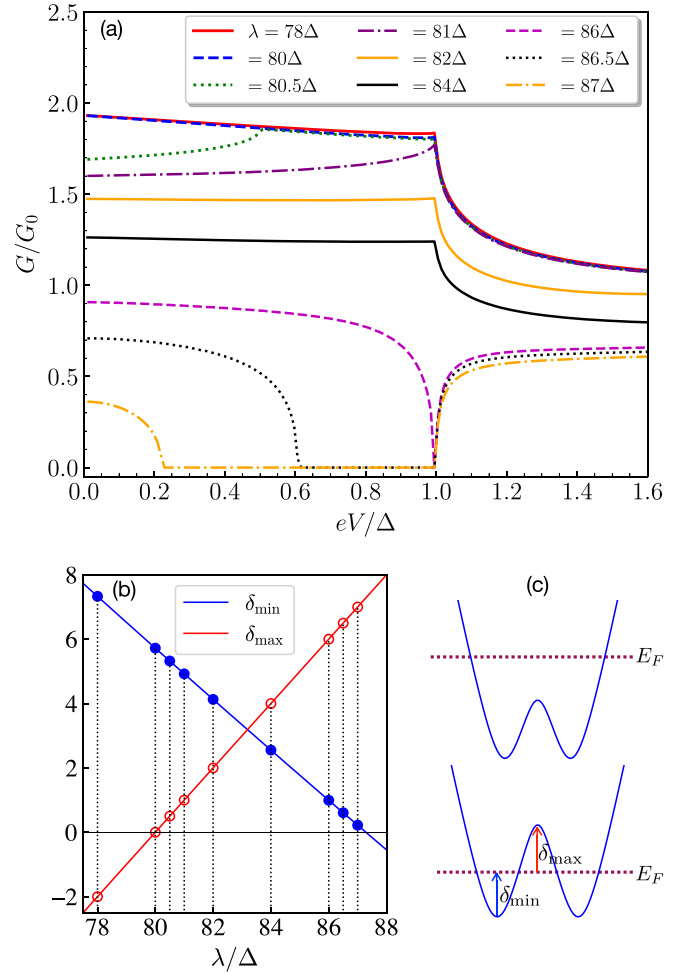 2.5
(a)
λ = 78Δ
= 81Δ
= 86Δ
= 80Δ
= 82Δ
= 86.5Δ
= 80.5Δ
= 84Δ
= 87Δ
2.0
1.5
1.0
0.5
0.0
G/G₀
0.0 0.2 0.4 0.6 0.8 1.0 1.2 1.4 1.6
eV/Δ
8
(b)
δmin
δmax
6
4
2
0
−2
78 80 82 84 86 88
λ/Δ
(c)
E_F
δmax
E_F
δmin